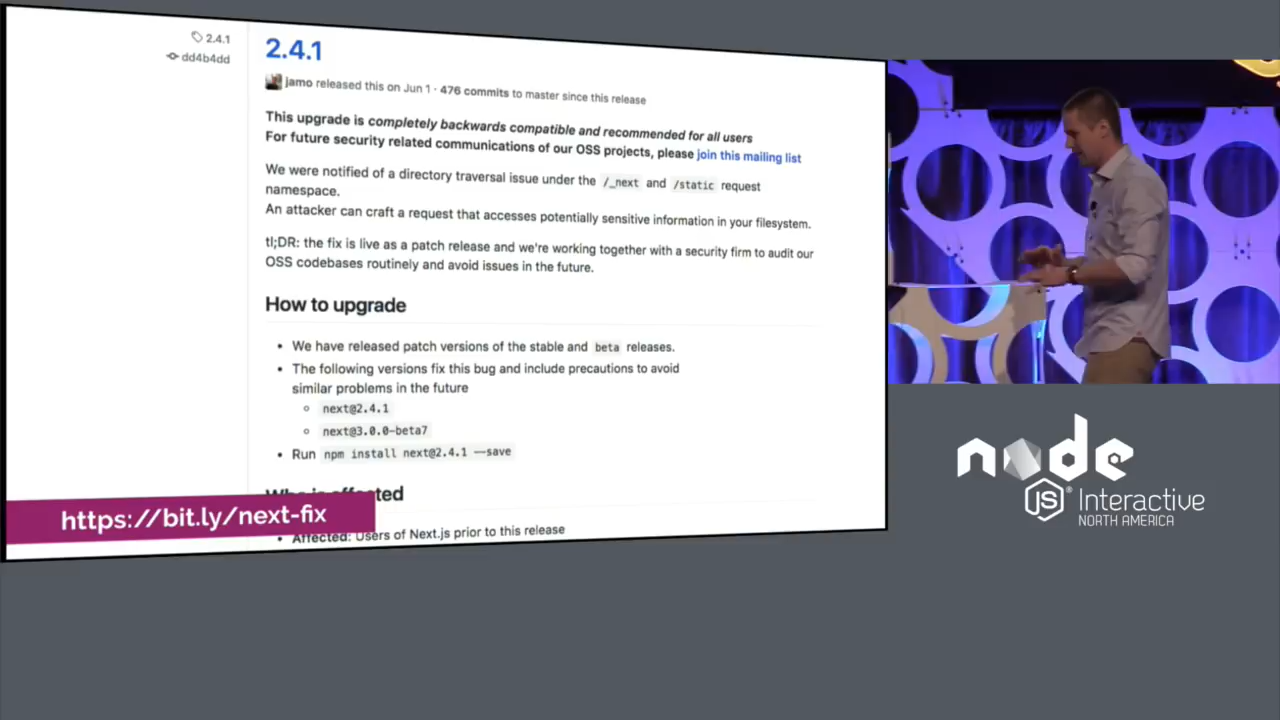 2.4.1
dd4b4dd
2.4.1
jamo released this on Jun 1 · 476 commits to master since this release
This upgrade is completely backwards compatible and recommended for all users
For future security related communications of our OSS projects, please join this mailing list
We were notified of a directory traversal issue under the /_next and /static request
namespace.
An attacker can craft a request that accesses potentially sensitive information in your filesystem.
tl;DR: the fix is live as a patch release and we're working together with a security firm to audit our
OSS codebases routinely and avoid issues in the future.
How to upgrade
• We have released patch versions of the stable and beta releases.
• The following versions fix this bug and include precautions to avoid
similar problems in the future
next@2.4.1
next@3.0.0-beta7
• Run npm install next@2.4.1 --save
Who is affected
https://bit.ly/next-fix
• Affected: Users of Next.js prior to this release
node
JS® Interactive
NORTH AMERICA